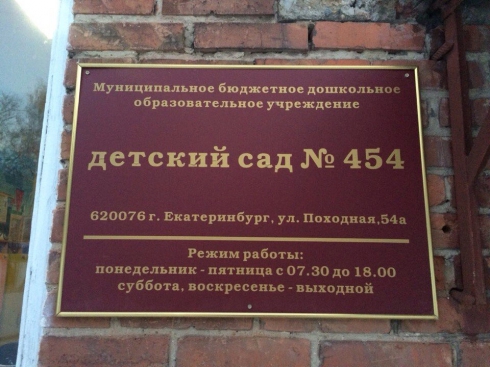 Муниципальное бюджетное дошкольное
образовательное учреждение
детский сад № 454
620076 г. Екатеринбург, ул. Походная,54а
Режим работы:
понедельник - пятница с 07.30 до 18.00
суббота, воскресенье - выходной